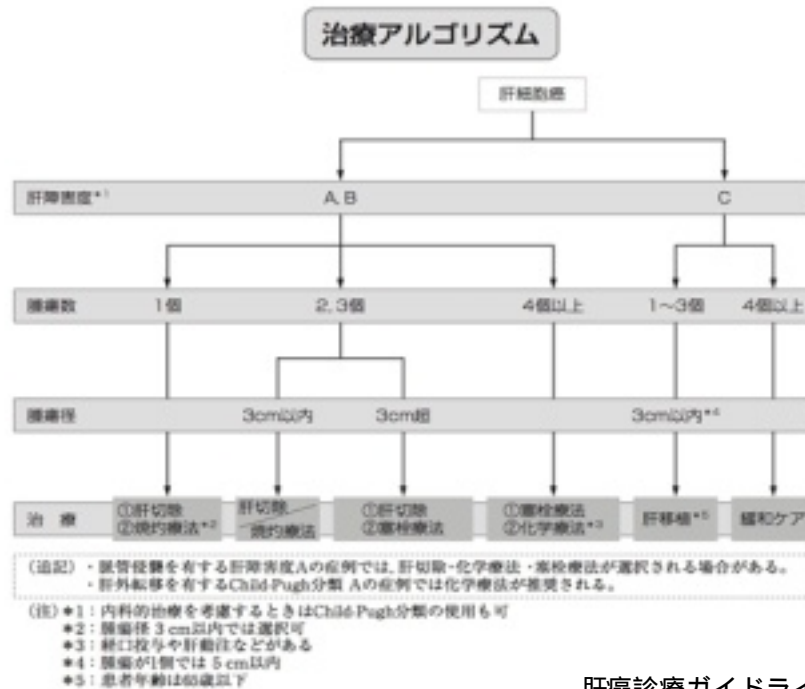 治療アルゴリズム
肝細胞癌
肝障害度*1 A, B C
腫瘍数 1個 2, 3個 4個以上 1〜3個 4個以上
腫瘍径 3cm以内 3cm超 3cm以内*4
治 療 ①肝切除 ②焼灼療法*2 肝切除/焼灼療法 ①肝切除 ②塞栓療法 ①塞栓療法 ②化学療法*3 肝移植*5 緩和ケア
(追記)・脈管侵襲を有する肝障害度Aの症例では、肝切除・化学療法・塞栓療法が選択される場合がある。
・肝外転移を有するChild-Pugh分類 Aの症例では化学療法が推奨される。
(注)*1:内科的治療を考慮するときはChild-Pugh分類の使用も可
*2:腫瘍径 3 cm以内では選択可
*3:経口投与や肝動注などがある
*4:腫瘍が1個では 5 cm以内
*5:患者年齢は65歳以下
肝癌診療ガイドライ